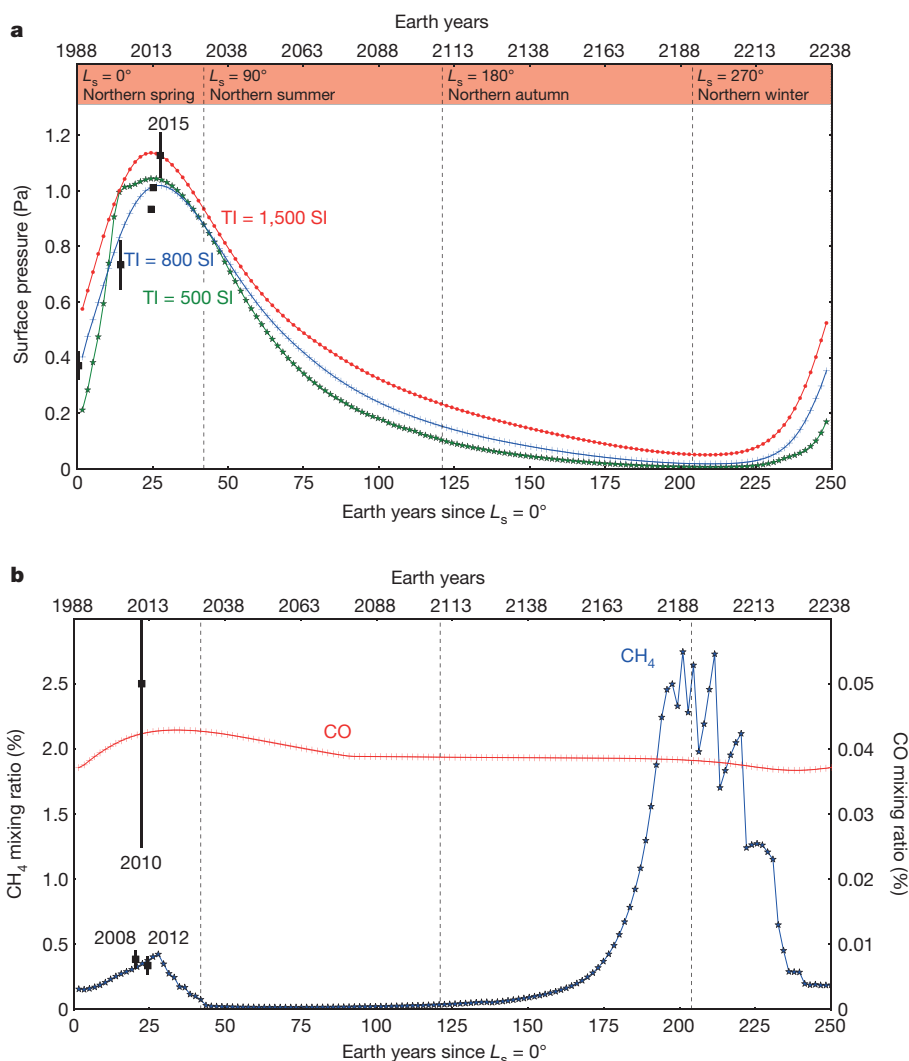 a
Earth years
1988 2013 2038 2063 2088 2113 2138 2163 2188 2213 2238
Ls = 0° Ls = 90° Ls = 180° Ls = 270°
Northern spring Northern summer Northern autumn Northern winter
Surface pressure (Pa)
1.2
1.0
0.8
0.6
0.4
0.2
0
2015
TI = 1,500 SI
TI = 800 SI
TI = 500 SI
0 25 50 75 100 125 150 175 200 225 250
Earth years since Ls = 0°
b
Earth years
1988 2013 2038 2063 2088 2113 2138 2163 2188 2213 2238
CH4 mixing ratio (%)
2.5
2.0
1.5
1.0
0.5
0
CH4
CO
2010
2008 2012
0.05
0.04
0.03
0.02
0.01
0
CO mixing ratio (%)
0 25 50 75 100 125 150 175 200 225 250
Earth years since Ls = 0°